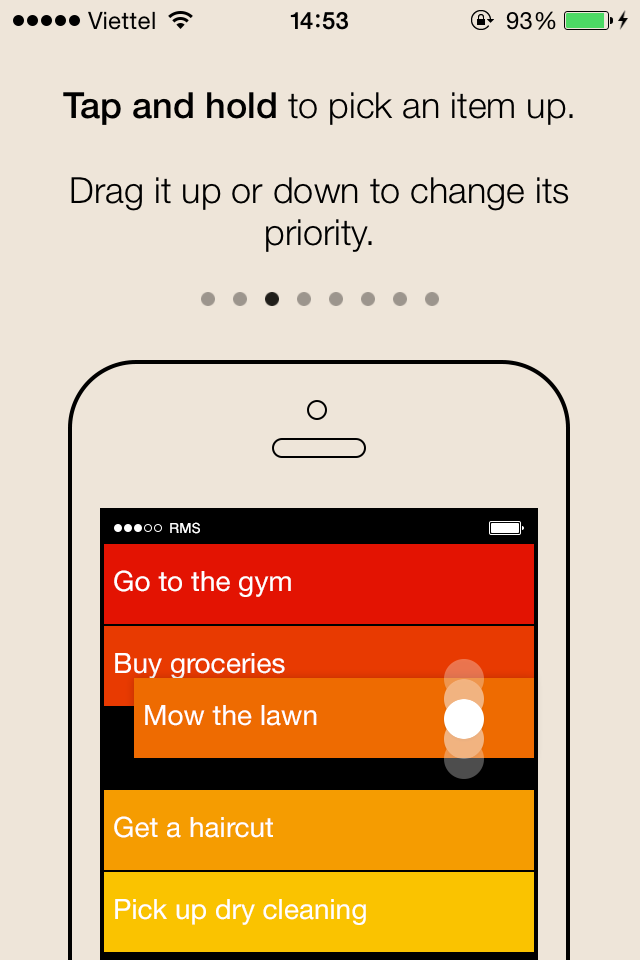 Viettel 14:53 93%
Tap and hold to pick an item up.
Drag it up or down to change its
priority.
RMS
Go to the gym
Buy groceries
Mow the lawn
Get a haircut
Pick up dry cleaning